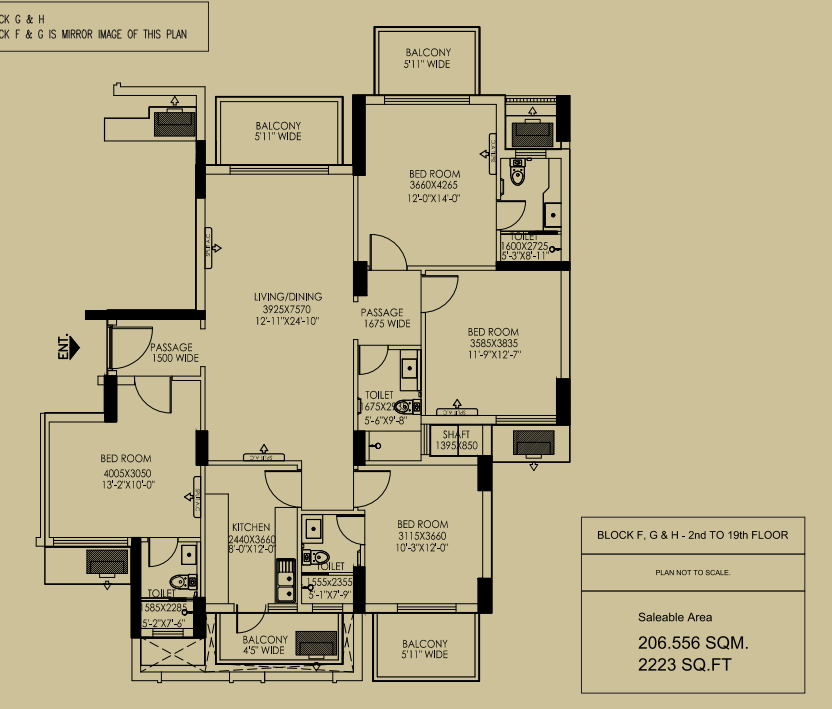 CK G & H
CK F & G IS MIRROR IMAGE OF THIS PLAN
BALCONY
5'11" WIDE
BALCONY
5'11" WIDE
BED ROOM
3660X4265
12'-0"X14'-0"
TOILET
1600X2725
5'-3"X8'-11"
SPLIT A.C
LIVING/DINING
3925X7570
12'-11"X24'-10"
PASSAGE
1675 WIDE
BED ROOM
3585X3835
11'-9"X12'-7"
SPLIT A.C
ENT.
PASSAGE
1500 WIDE
TOILET
5'-6"X9'-8"
SHAFT
1395X850
BED ROOM
4005X3050
13'-2"X10'-0"
SPLIT A.C
SPLIT A.C
KITCHEN
2440X3660
8'-0"X12'-0"
BED ROOM
3115X3660
10'-3"X12'-0"
TOILET
1555x2355
5'-1"X7'-9"
TOILET
1585X2285
5'-2"X7'-6"
BALCONY
4'5" WIDE
BALCONY
5'11" WIDE
BLOCK F, G & H - 2nd TO 19th FLOOR
PLAN NOT TO SCALE.
Saleable Area
206.556 SQM.
2223 SQ.FT